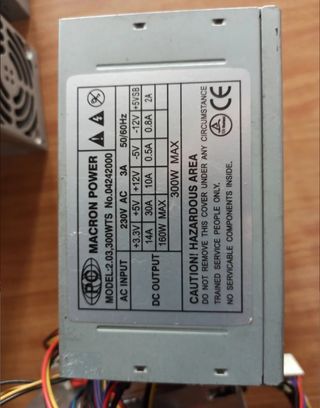 PC
MACRON POWER
MODEL:2.03,300WTS No.04242000
AC INPUT 230V AC 3A 50/60Hz
DC OUTPUT +3.3V +5V +12V -5V -12V +5VSB
14A 30A 10A 0.5A 0.8A 2A
160W MAX
300W MAX
CAUTION! HAZARDOUS AREA
DO NOT REMOVE THIS COVER UNDER ANY CIRCUMSTANCE
TRAINED SERVICE PEOPLE ONLY.
NO SERVICABLE COMPONENTS INSIDE.
CE